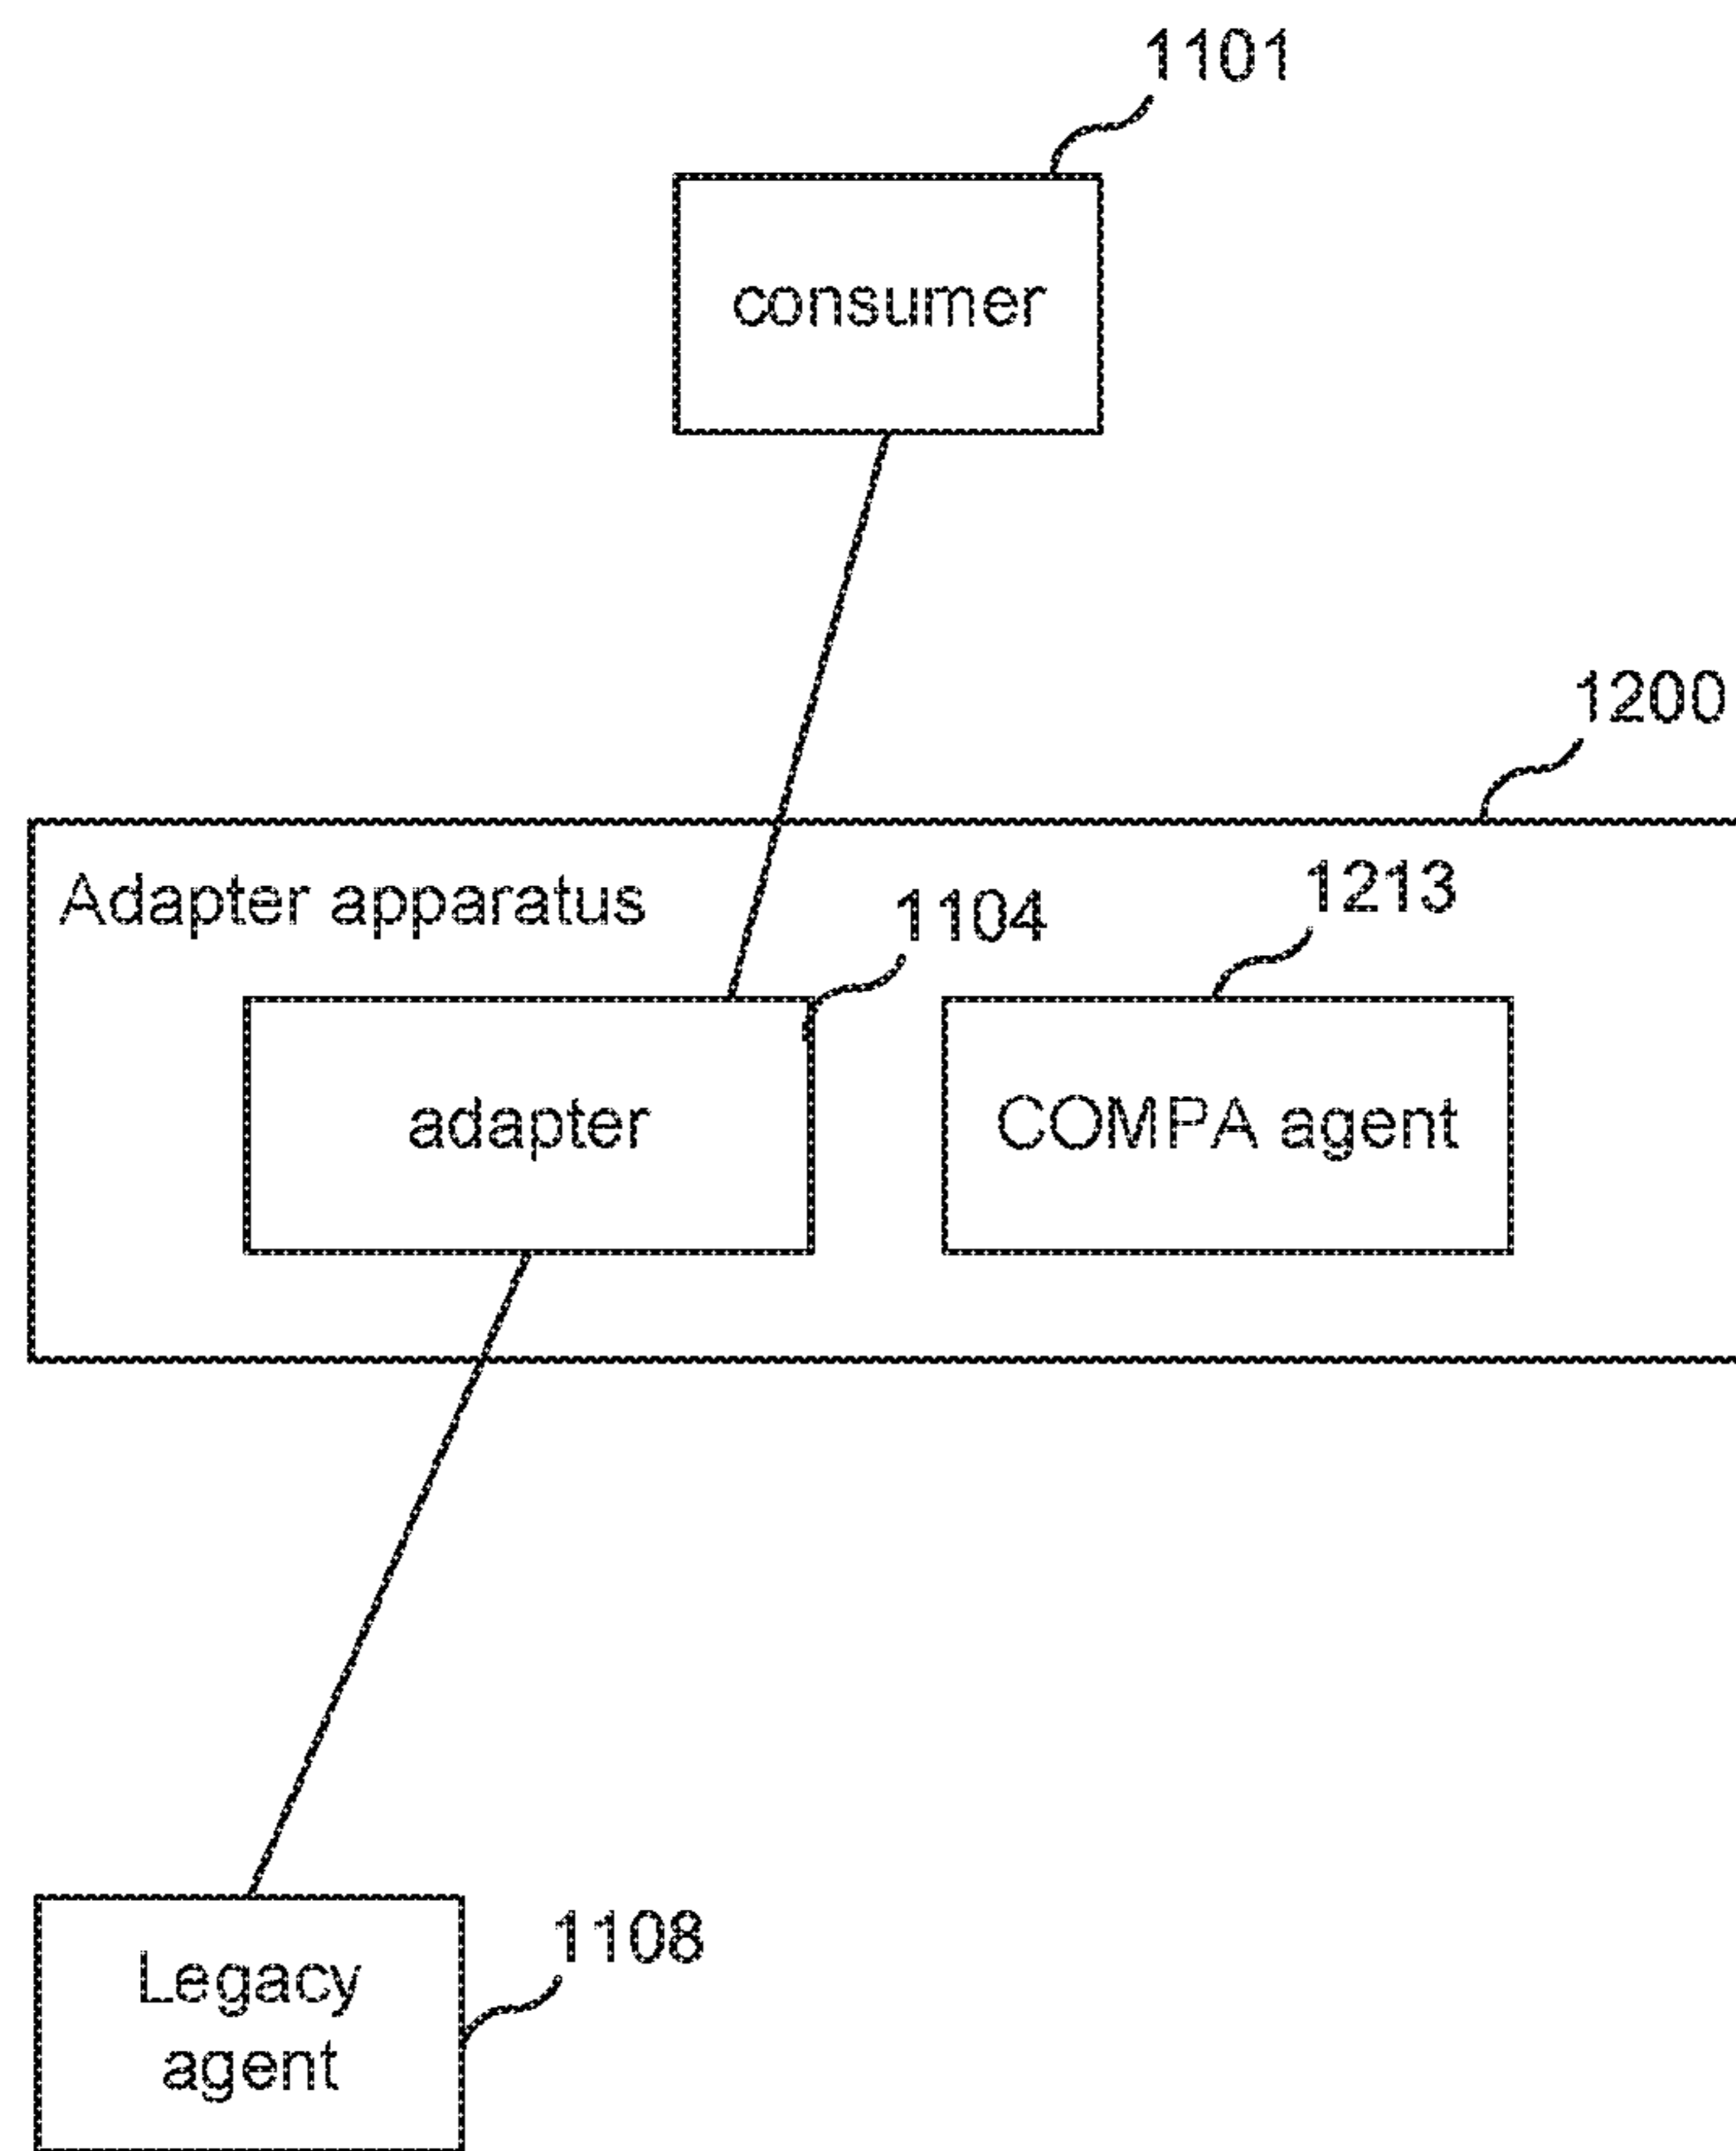 1101
consumer
1200
Adapter apparatus
1104
1213
adapter
COMPA agent
1108
Legacy
agent